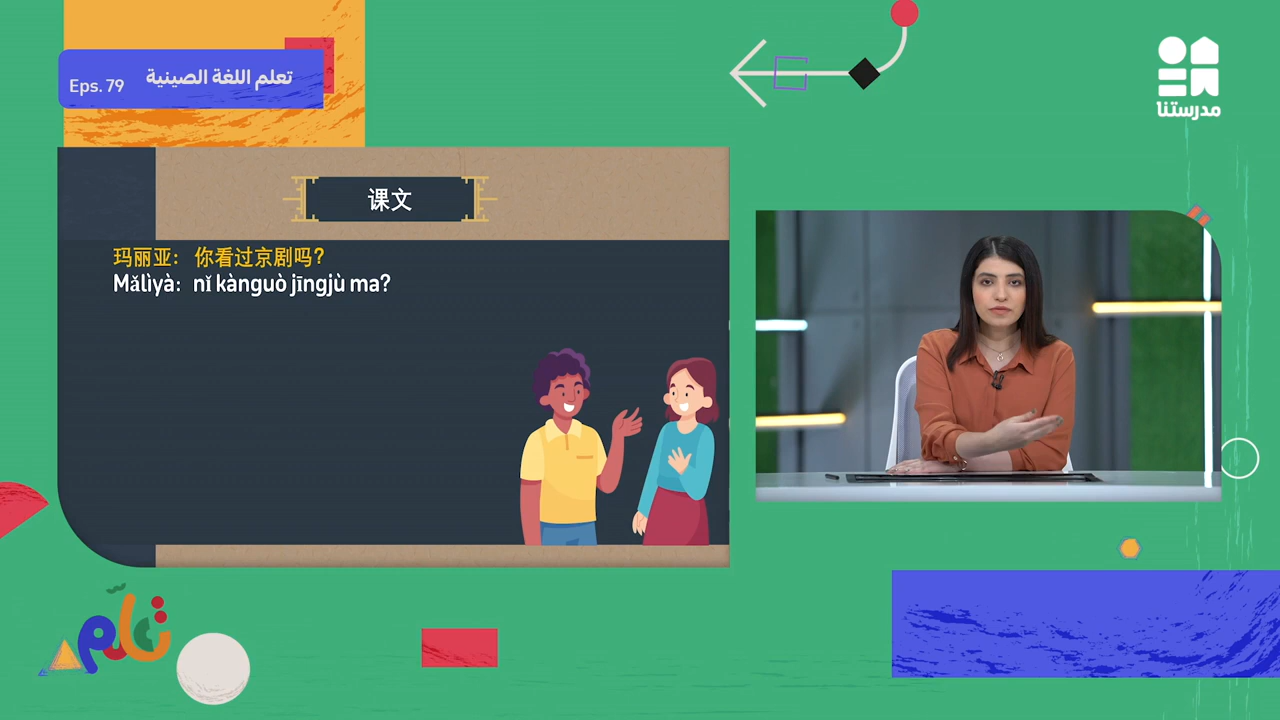 تعلم اللغة الصينية
Eps. 79
مدرستنا
课文
玛丽亚： 你看过京剧吗？
Mǎlìyà: nǐ kànguò jīngjù ma?
تعلم